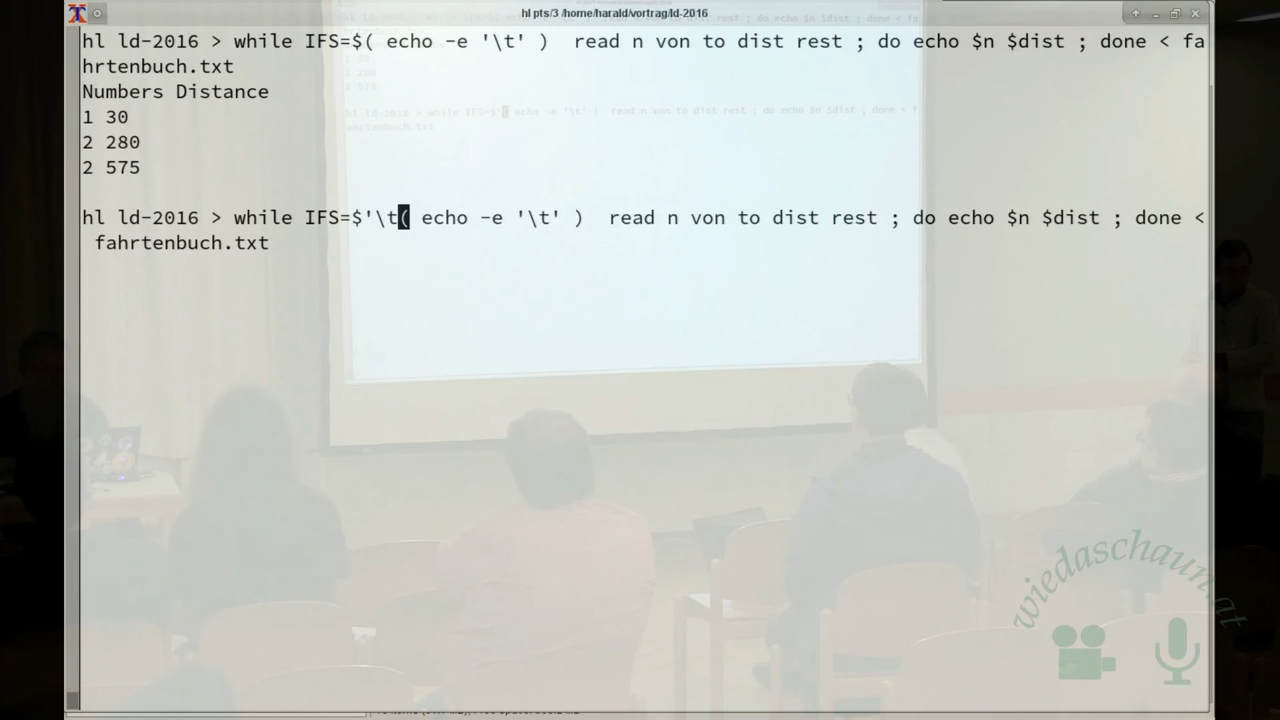 hl pts/3 /home/harald/vortrag/ld-2016
hl ld-2016 > while IFS=$( echo -e '\t' )  read n von to dist rest ; do echo $n $dist ; done < fa
hrtenbuch.txt
Numbers Distance
1 30
2 280
2 575
hl ld-2016 > while IFS=$'\t( echo -e '\t' )  read n von to dist rest ; do echo $n $dist ; done <
 fahrtenbuch.txt
wiedaschaun.at